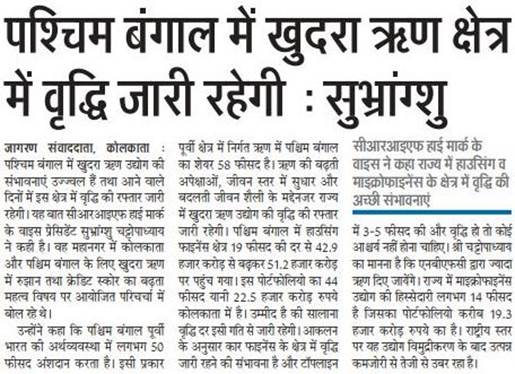 पश्चिम बंगाल में खुदरा ऋण क्षेत्र
में वृद्धि जारी रहेगी : सुभ्रांग्शु
जागरण संवाददाता, कोलकाता :
पश्चिम बंगाल में खुदरा ऋण उद्योग की
संभावनाएं उज्ज्वल हैं तथा आने वाले
दिनों में इस क्षेत्र में वृद्धि की रफ्तार जारी
रहेगी। यह बात सीआरआइएफ हाई मार्क
के वाइस प्रेसिडेंट सुभ्रांग्शु चट्टोपाध्याय
ने कही है। वह महानगर में कोलकाता
और पश्चिम बंगाल के लिए खुदरा ऋण
में रुझान तथा क्रेडिट स्कोर का बढ़ता
महत्व विषय पर आयोजित परिचर्चा में
बोल रहे थे।
उन्होंने कहा कि पश्चिम बंगाल पूर्वी
भारत की अर्थव्यवस्था में लगभग 50
फीसद अंशदान करता है। इसी प्रकार
पूर्वी क्षेत्र में निर्गत ऋण में पश्चिम बंगाल
का शेयर 58 फीसद है। ऋण की बढ़ती
अपेक्षाओं, जीवन स्तर में सुधार और
बदलती जीवन शैली के मद्देनजर राज्य
में खुदरा ऋण उद्योग की वृद्धि की रफ्तार
जारी रहेगी। पश्चिम बंगाल में हाउसिंग
फाइनेंस क्षेत्र 19 फीसद की दर से 42.9
हजार करोड़ से बढ़कर 51.2 हजार करोड़
पर पहुंच गया। इस पोर्टफोलियो का 44
फीसद यानी 22.5 हजार करोड़ रुपये
कोलकाता में है। उम्मीद है की सालाना
वृद्धि दर इसी गति से जारी रहेगी। आकलन
के अनुसार कार फाइनेंस के क्षेत्र में वृद्धि
जारी रहने की संभावना है और टॉपलाइन
सीआरआइएफ हाई मार्क के
वाइस ने कहा राज्य में हाउसिंग व
माइक्रोफाइनेंस के क्षेत्र में वृद्धि की
अच्छी संभावनाएं
में 3-5 फीसद की और वृद्धि हो तो कोई
आश्चर्य नहीं होना चाहिए। श्री चट्टोपाध्याय
का मानना है कि एनबीएफसी द्वारा ज्यादा
ऋण दिए जायेंगे। राज्य में माइक्रोफाइनेंस
उद्योग की हिस्सेदारी लगभग 14 फीसद
है जिसका पोर्टफोलियो करीब 19.3
हजार करोड़ रुपये का है। राष्ट्रीय स्तर
पर यह उद्योग विमुद्रीकरण के बाद उत्पन्न
कमजोरी से तेजी से उबर रहा है।